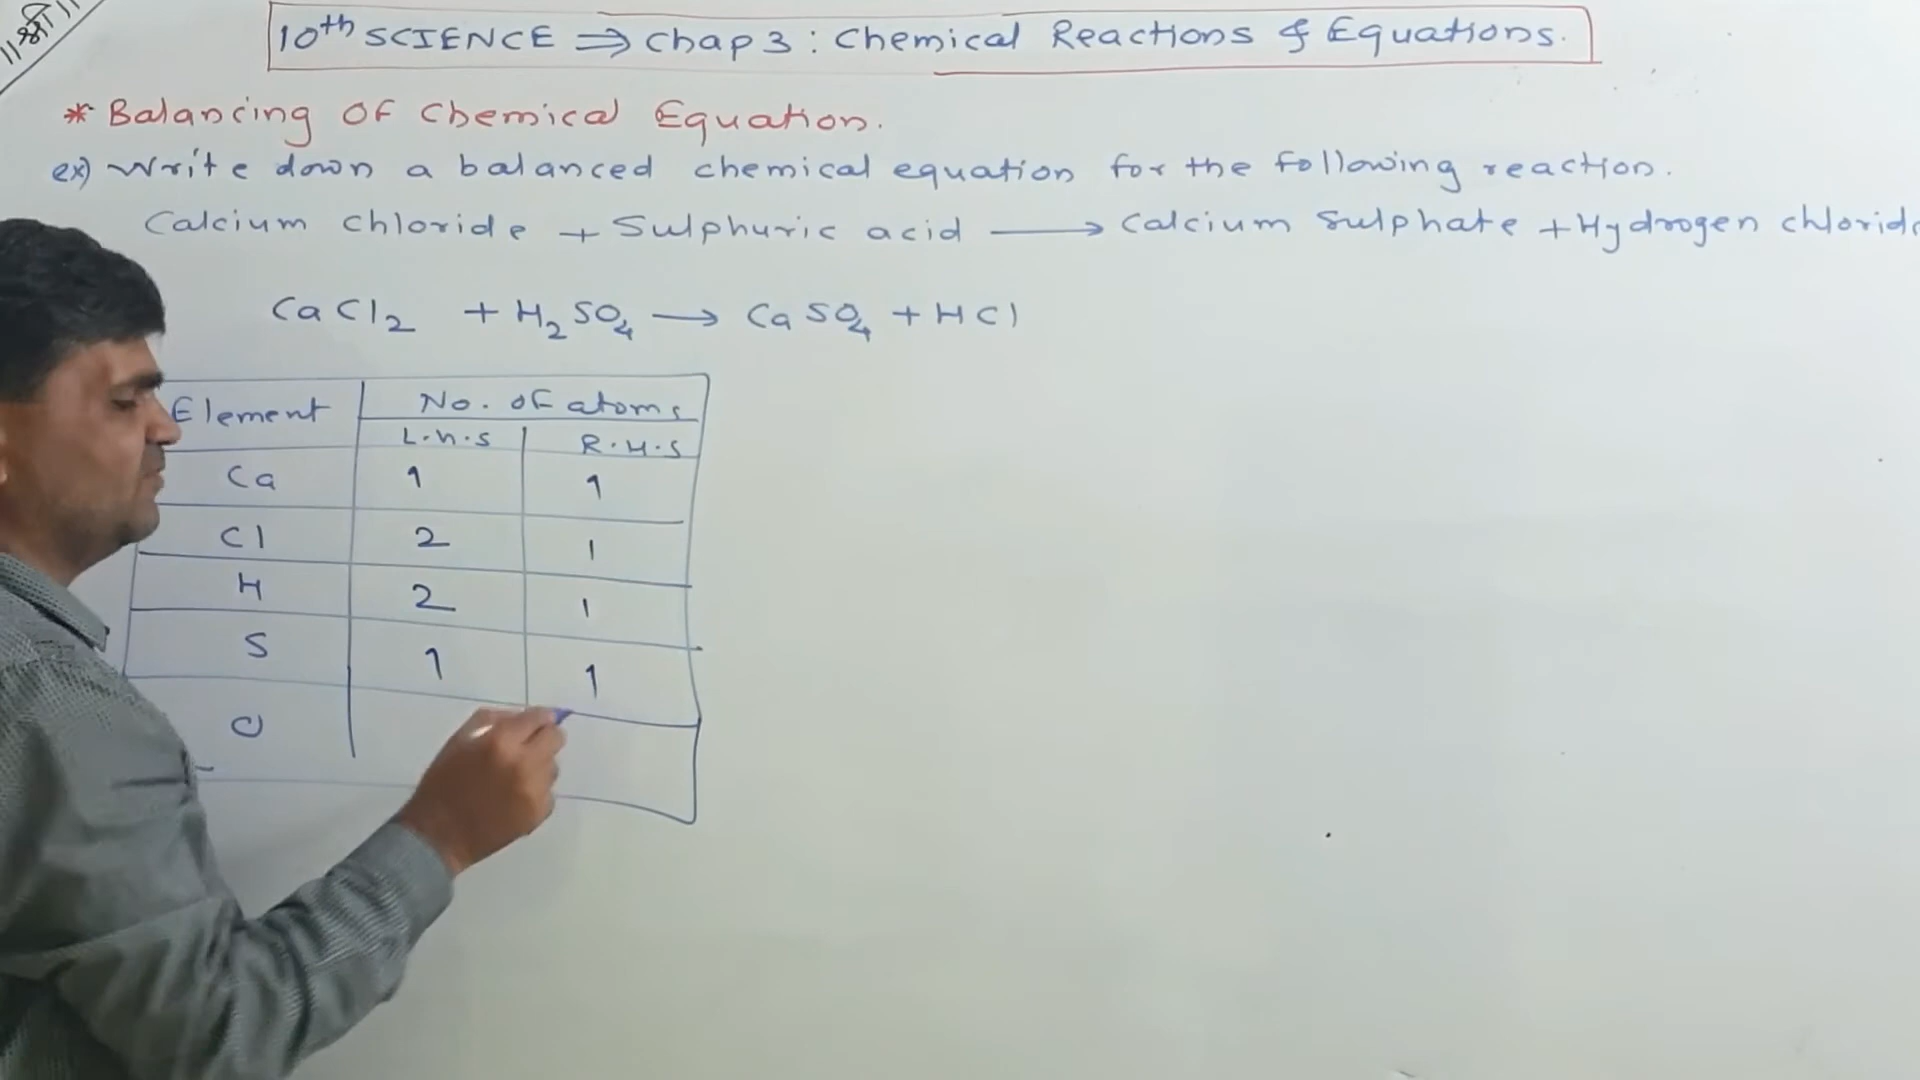 ॥श्री॥
10th SCIENCE ⇒ Chap 3 : Chemical Reactions & Equations.
* Balancing Of Chemical Equation.
ex) Write down a balanced chemical equation for the following reaction.
Calcium chloride + Sulphuric acid ⟶ Calcium Sulphate + Hydrogen chloride
CaCl2 + H2SO4 ⟶ CaSO4 + HCl
Element No. of atoms
L.h.s R.H.S
Ca 1 1
Cl 2 1
H 2 1
S 1 1
O